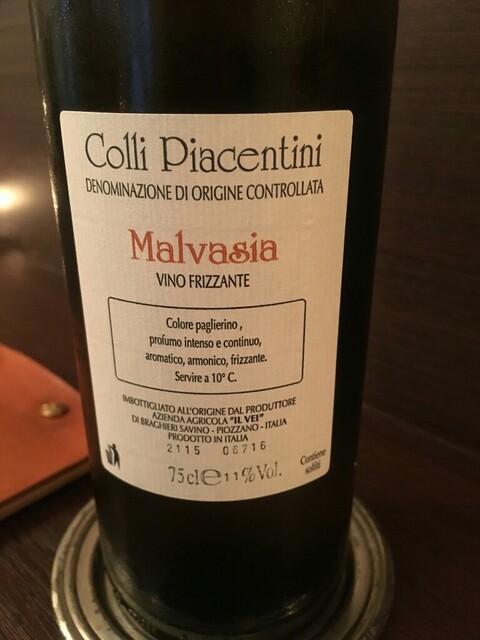 Colli Piacentini
DENOMINAZIONE DI ORIGINE CONTROLLATA
Malvasia
VINO FRIZZANTE
Colore paglierino ,
profumo intenso e continuo,
aromatico, armonico, frizzante.
Servire a 10° C.
IMBOTTIGLIATO ALL'ORIGINE DAL PRODUTTORE
AZIENDA AGRICOLA "IL VEI"
DI BRAGHIERI SAVINO - PIOZZANO - ITALIA
PRODOTTO IN ITALIA
2115 06716
75 cl e 11% Vol.
Contiene
solfiti